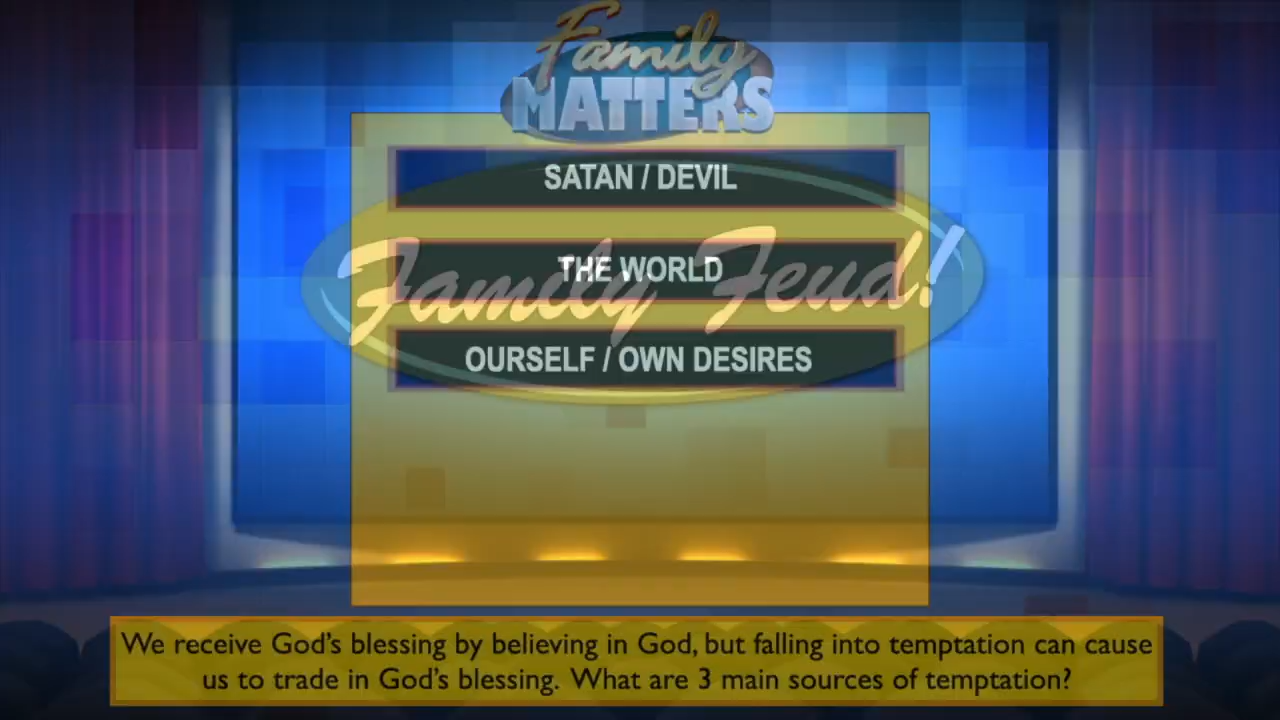 Family
MATTERS
SATAN / DEVIL
THE WORLD
Family Feud!
OURSELF / OWN DESIRES
We receive God's blessing by believing in God, but falling into temptation can cause
us to trade in God's blessing. What are 3 main sources of temptation?